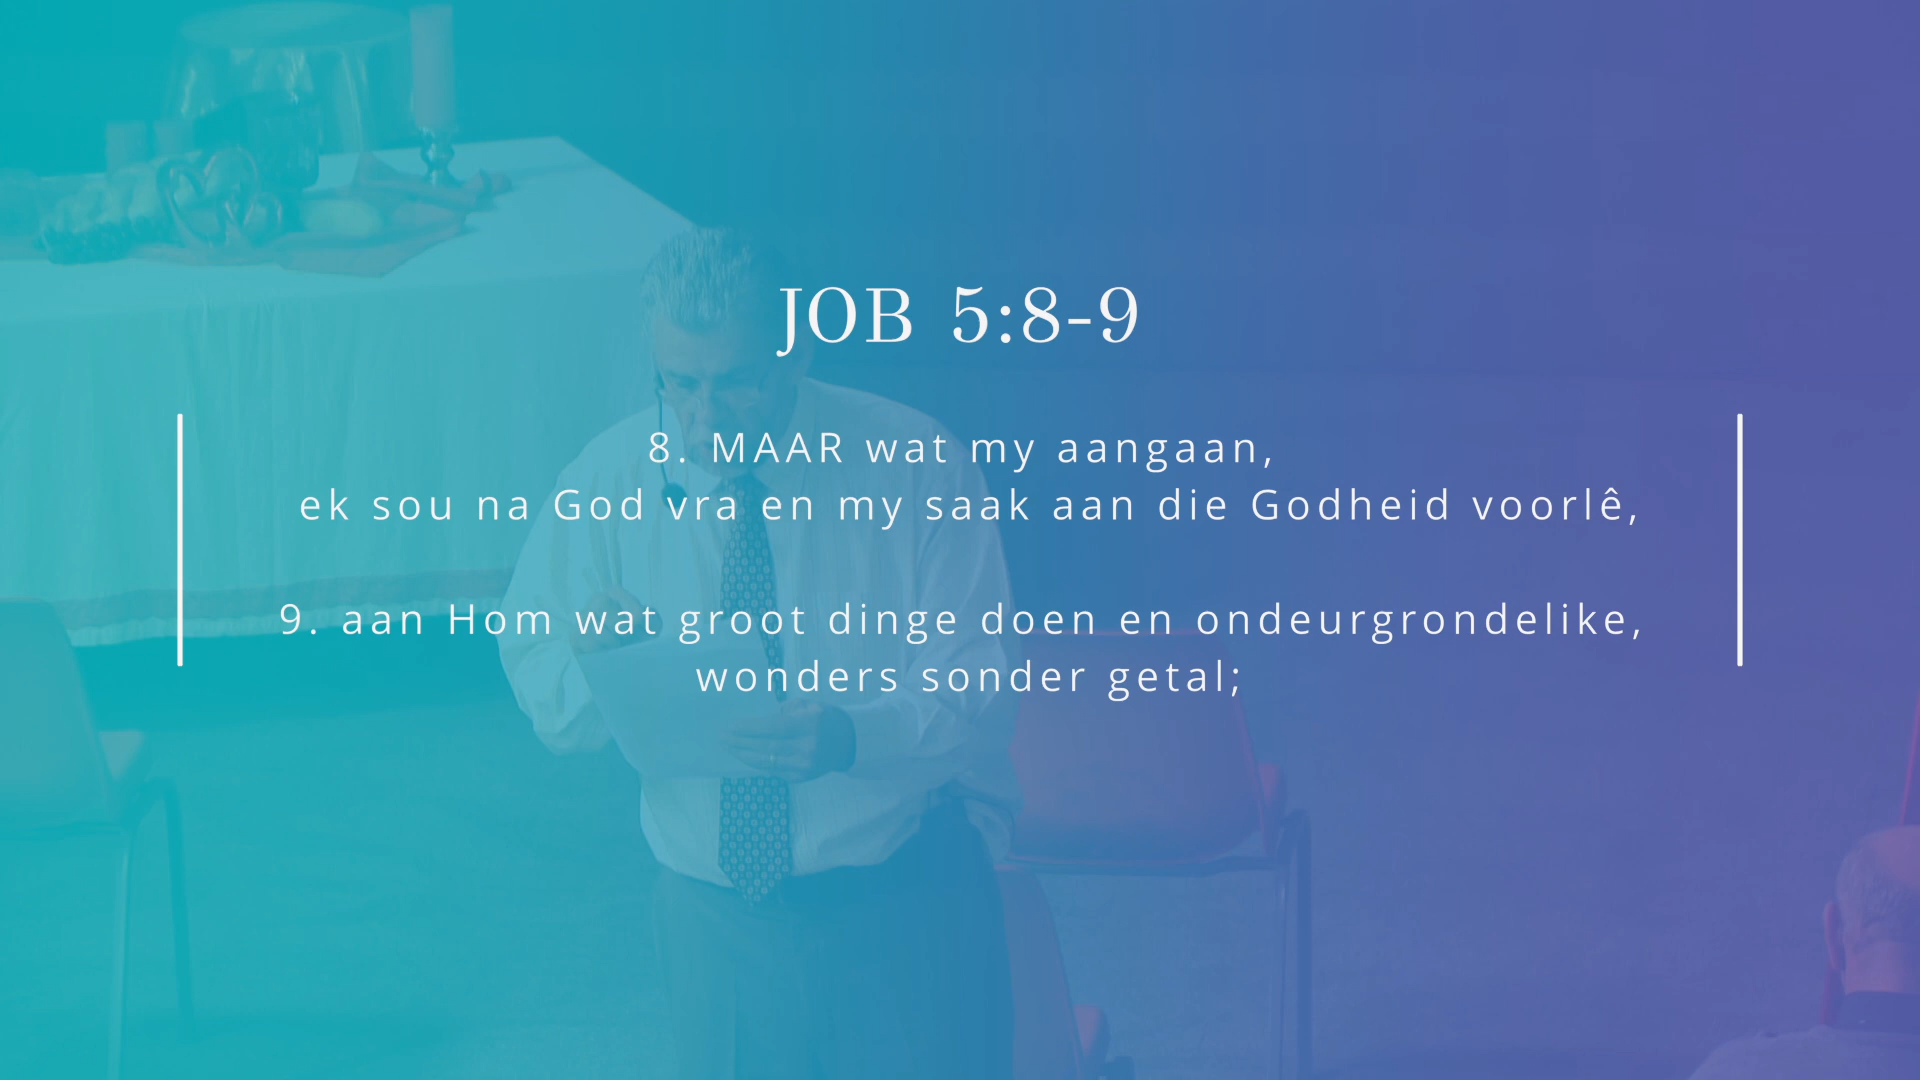 JOB 5:8-9
8. MAAR wat my aangaan,
ek sou na God vra en my saak aan die Godheid voorlê,
9. aan Hom wat groot dinge doen en ondeurgrondelike,
wonders sonder getal;